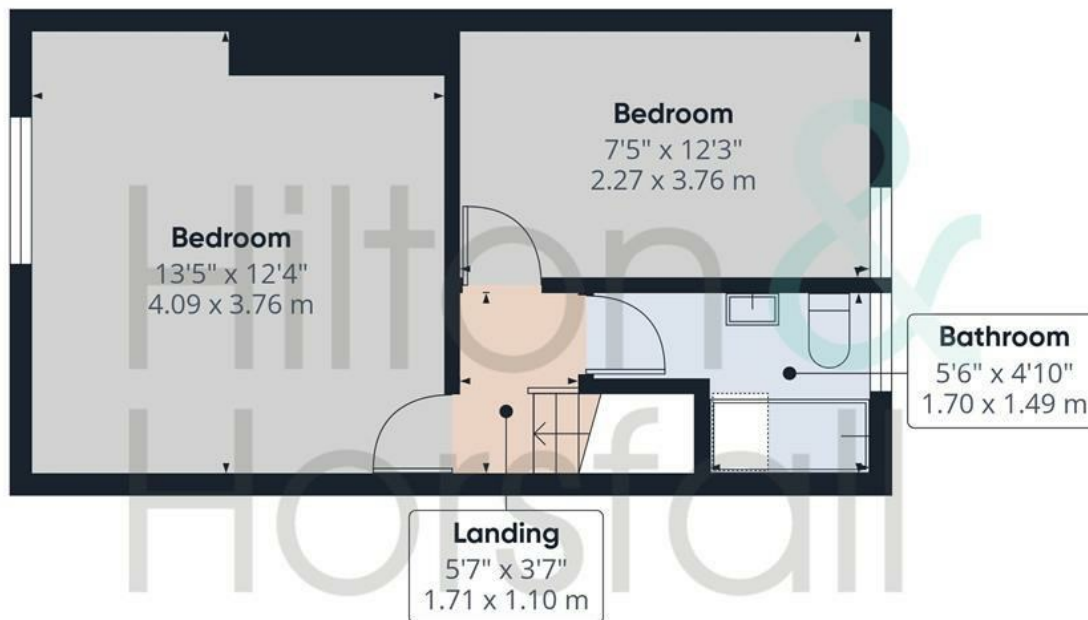 Bedroom
13'5" x 12'4"
4.09 x 3.76 m
Bedroom
7'5" x 12'3"
2.27 x 3.76 m
Bathroom
5'6" x 4'10"
1.70 x 1.49 m
Landing
5'7" x 3'7"
1.71 x 1.10 m
Hilton &
Horsfall